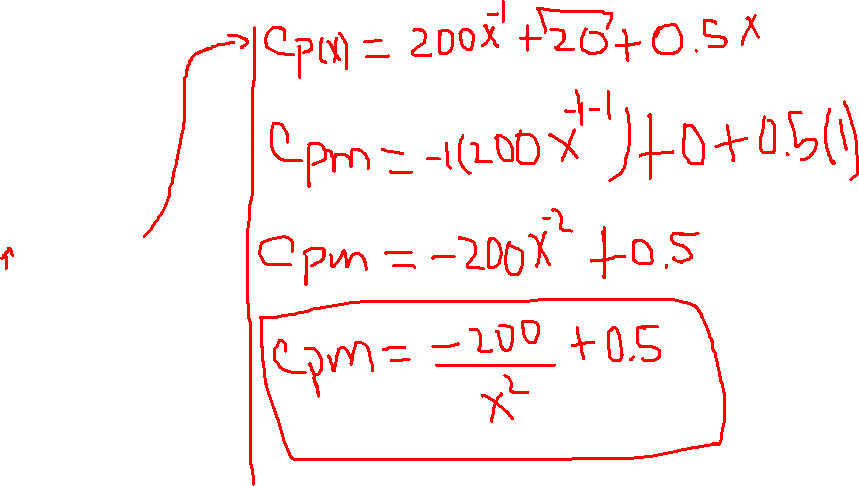 Cp(x) = 200x⁻¹ + 20 + 0.5x
Cpm = -1(200x⁻¹⁻¹) + 0 + 0.5(1)
Cpm = -200x⁻² + 0.5
Cpm = -200/x² + 0.5